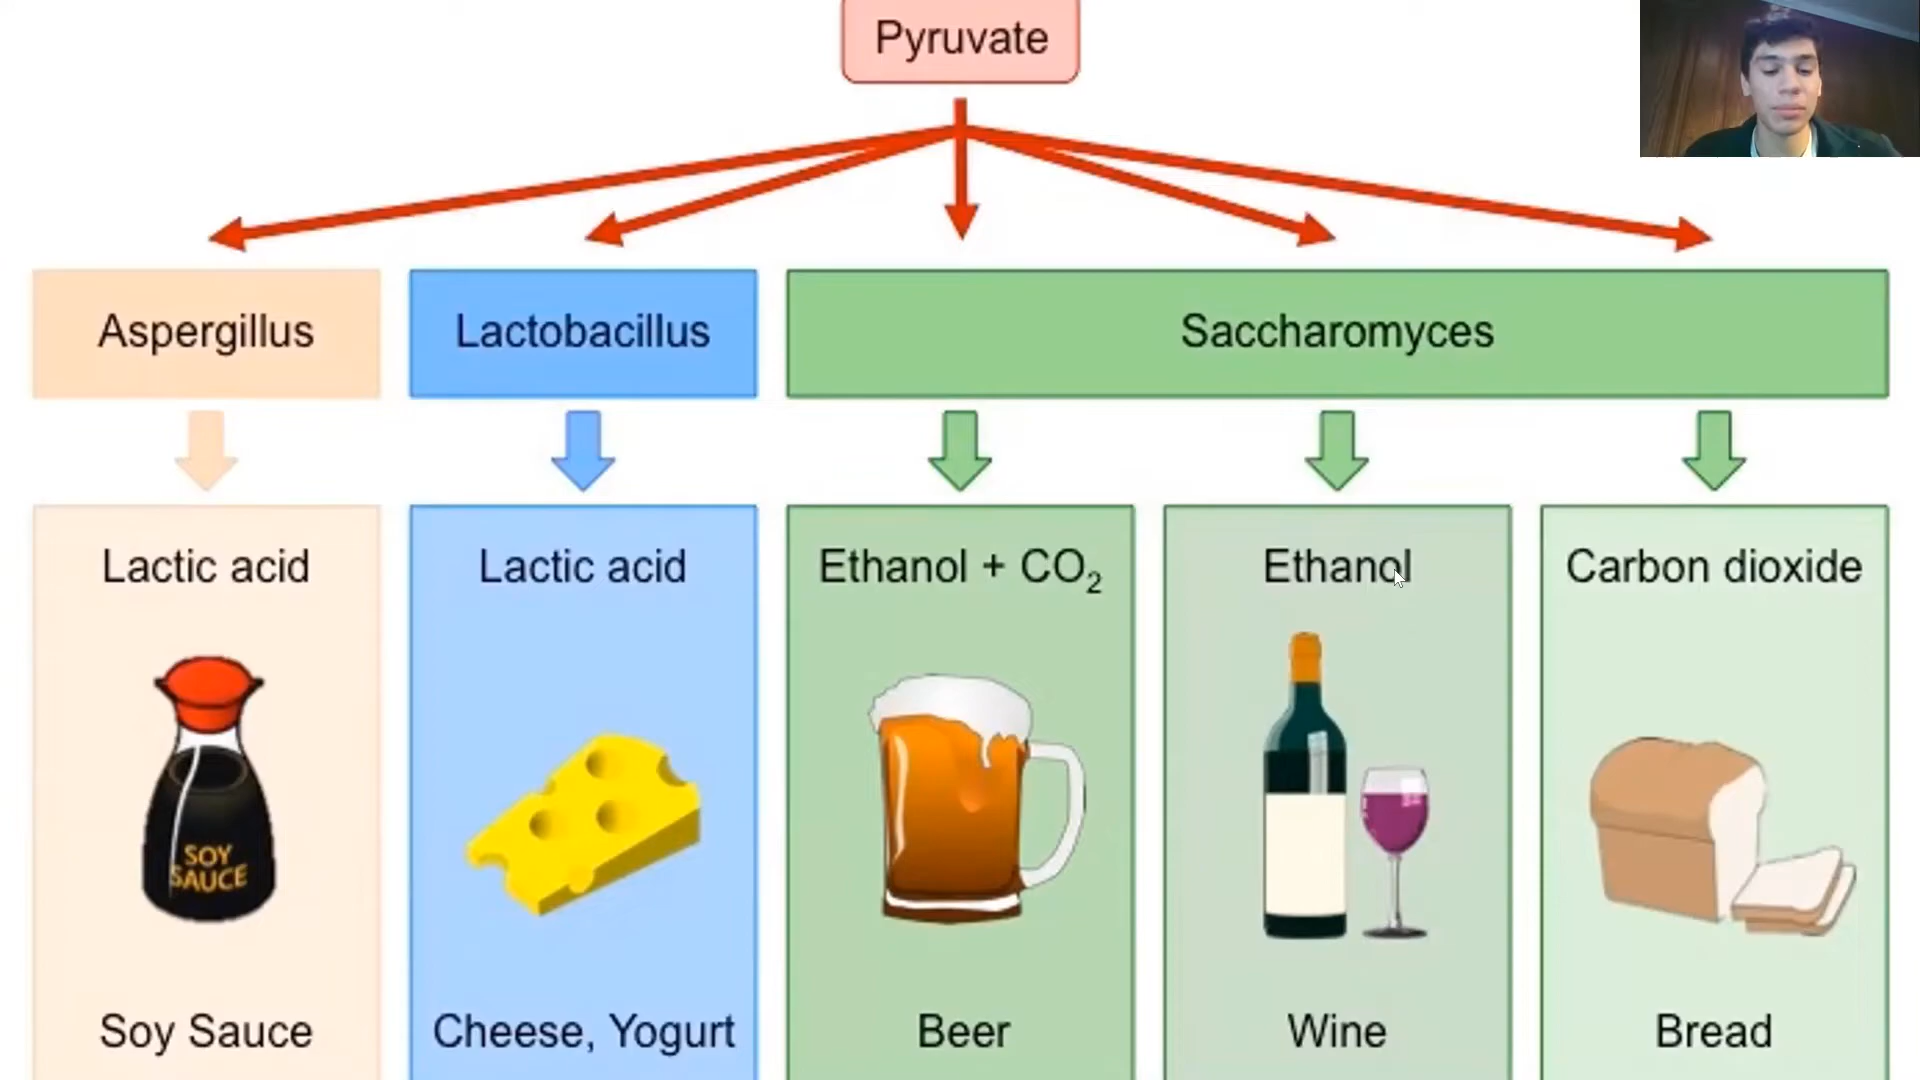 Pyruvate
Aspergillus
Lactobacillus
Saccharomyces
Lactic acid
Lactic acid
Ethanol + CO₂
Ethanol
Carbon dioxide
SOY
SAUCE
Soy Sauce
Cheese, Yogurt
Beer
Wine
Bread